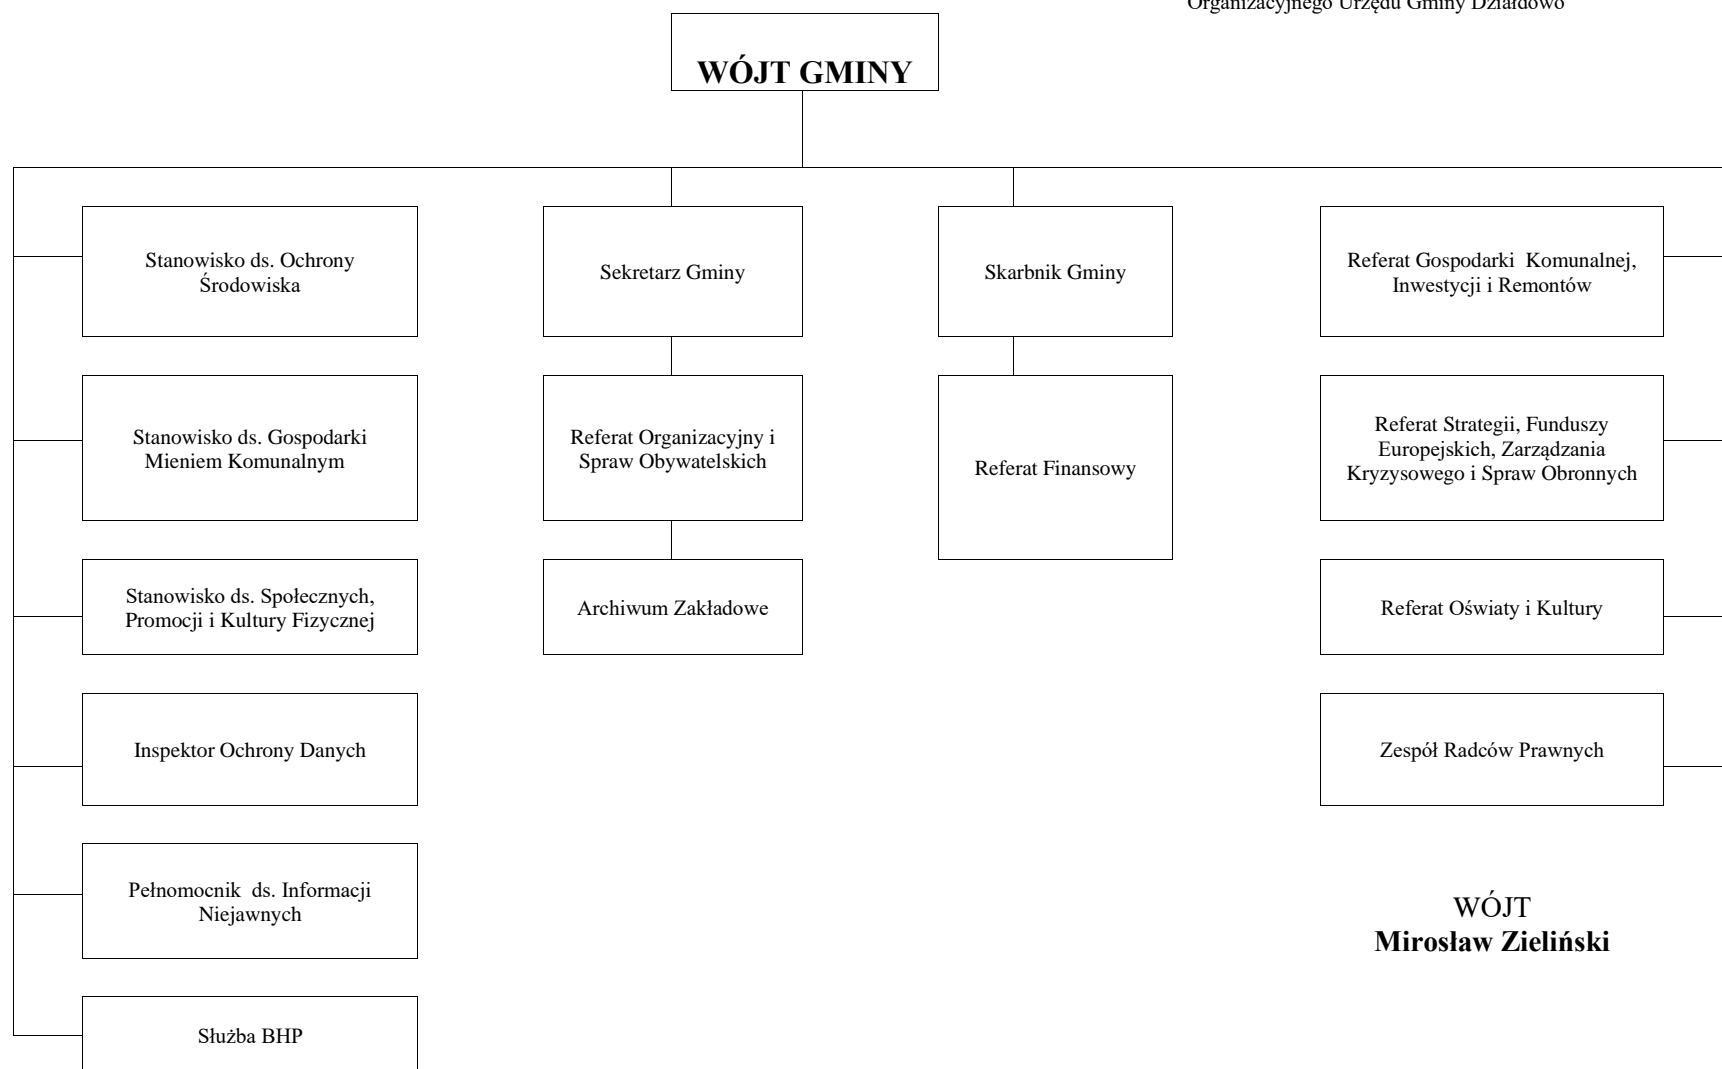 Organizacyjnego Urzędu Gminy Działdowo
WÓJT GMINY
Stanowisko ds. Ochrony
Środowiska
Sekretarz Gminy
Skarbnik Gminy
Referat Gospodarki Komunalnej,
Inwestycji i Remontów
Stanowisko ds. Gospodarki
Mieniem Komunalnym
Referat Organizacyjny i
Spraw Obywatelskich
Referat Finansowy
Referat Strategii, Funduszy
Europejskich, Zarządzania
Kryzysowego i Spraw Obronnych
Stanowisko ds. Społecznych,
Promocji i Kultury Fizycznej
Archiwum Zakładowe
Referat Oświaty i Kultury
Inspektor Ochrony Danych
Zespół Radców Prawnych
Pełnomocnik ds. Informacji
Niejawnych
WÓJT
Mirosław Zieliński
Służba BHP